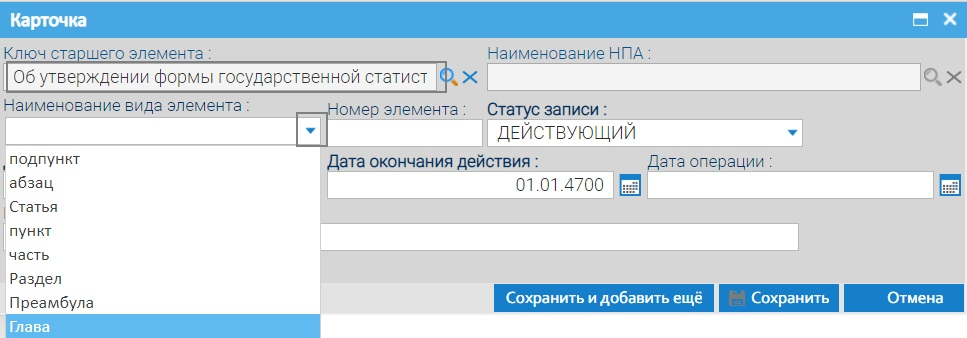 Карточка
Ключ старшего элемента :
Наименование НПА :
Об утверждении формы государственной статист
Наименование вида элемента :
Номер элемента :
Статус записи :
ДЕЙСТВУЮЩИЙ
подпункт
абзац
Статья
пункт
часть
Раздел
Преамбула
Глава
Дата окончания действия :
Дата операции :
01.01.4700
Сохранить и добавить ещё
Сохранить
Отмена